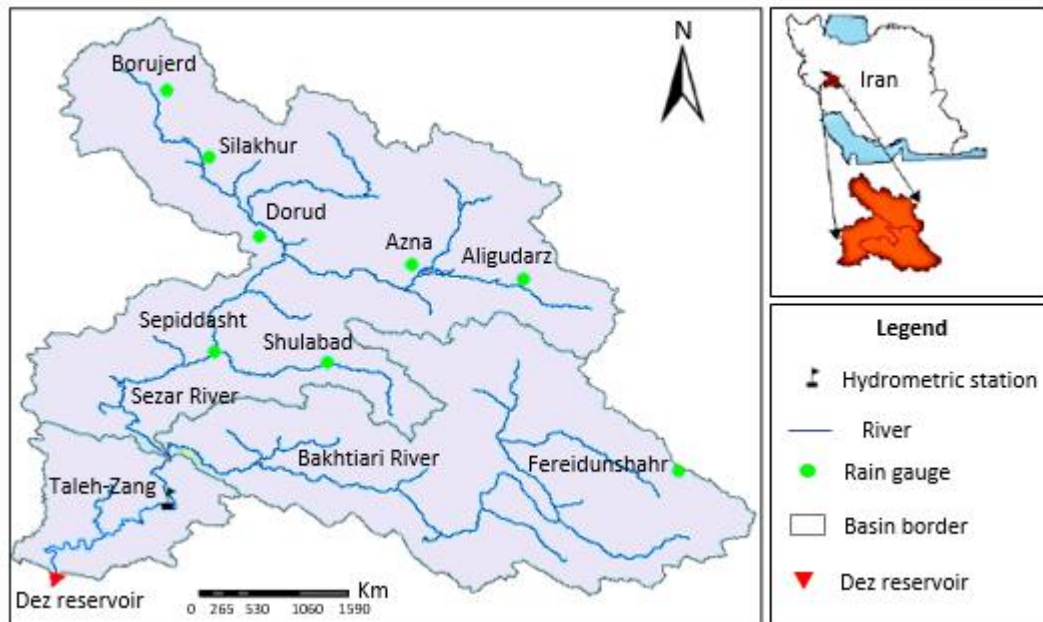 Borujerd
Silakhur
Dorud
Azna
Aligudarz
Sepiddasht
Shulabad
Sezar River
Bakhtiari River
Fereidunshahr
Taleh-Zang
Dez reservoir
Km
0 265 530 1060 1590
N
Iran
Legend
Hydrometric station
River
Rain gauge
Basin border
Dez reservoir